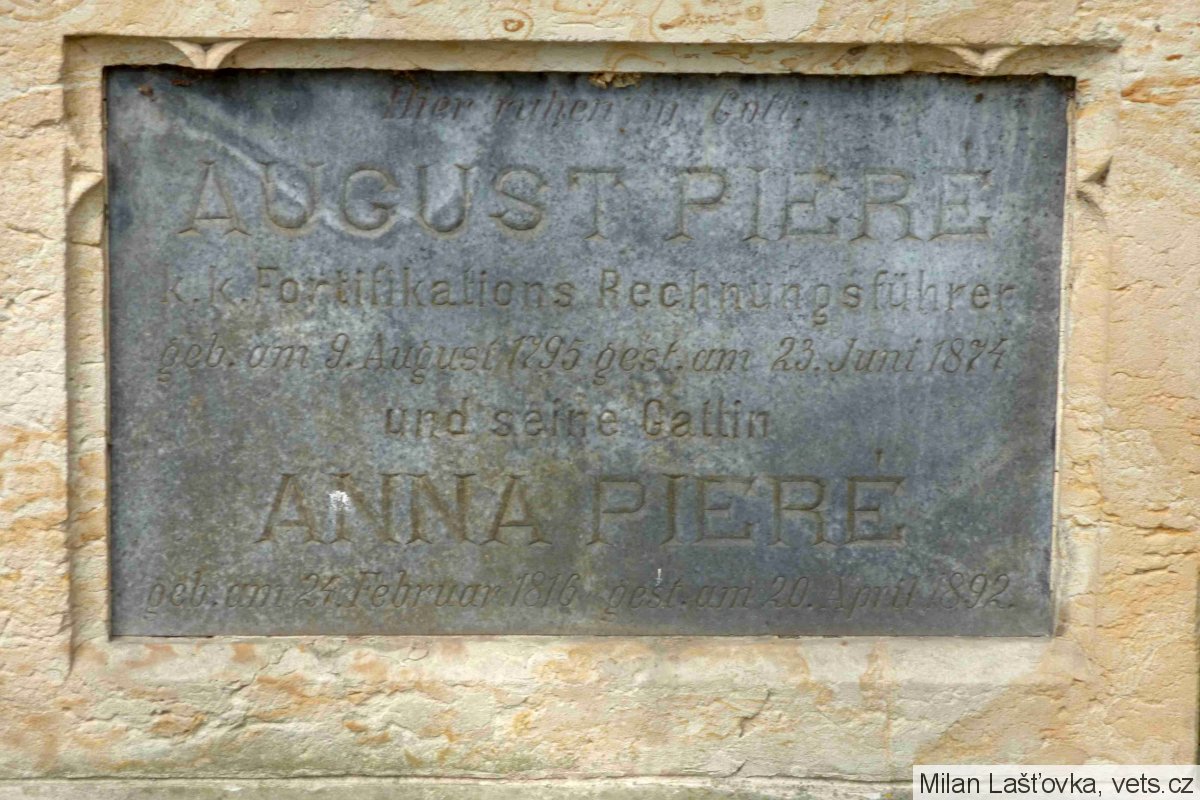 Hier ruhen in Gott:
AUGUST PIERÉ
k. k. Fortifikations Rechnungsführer
geb. am 9. August 1795 gest. am 23. Juni 1874
und seine Gattin
ANNA PIERÉ
geb. am 24. Februar 1816 gest. am 20. April 1892.
Milan Lašťovka, vets.cz